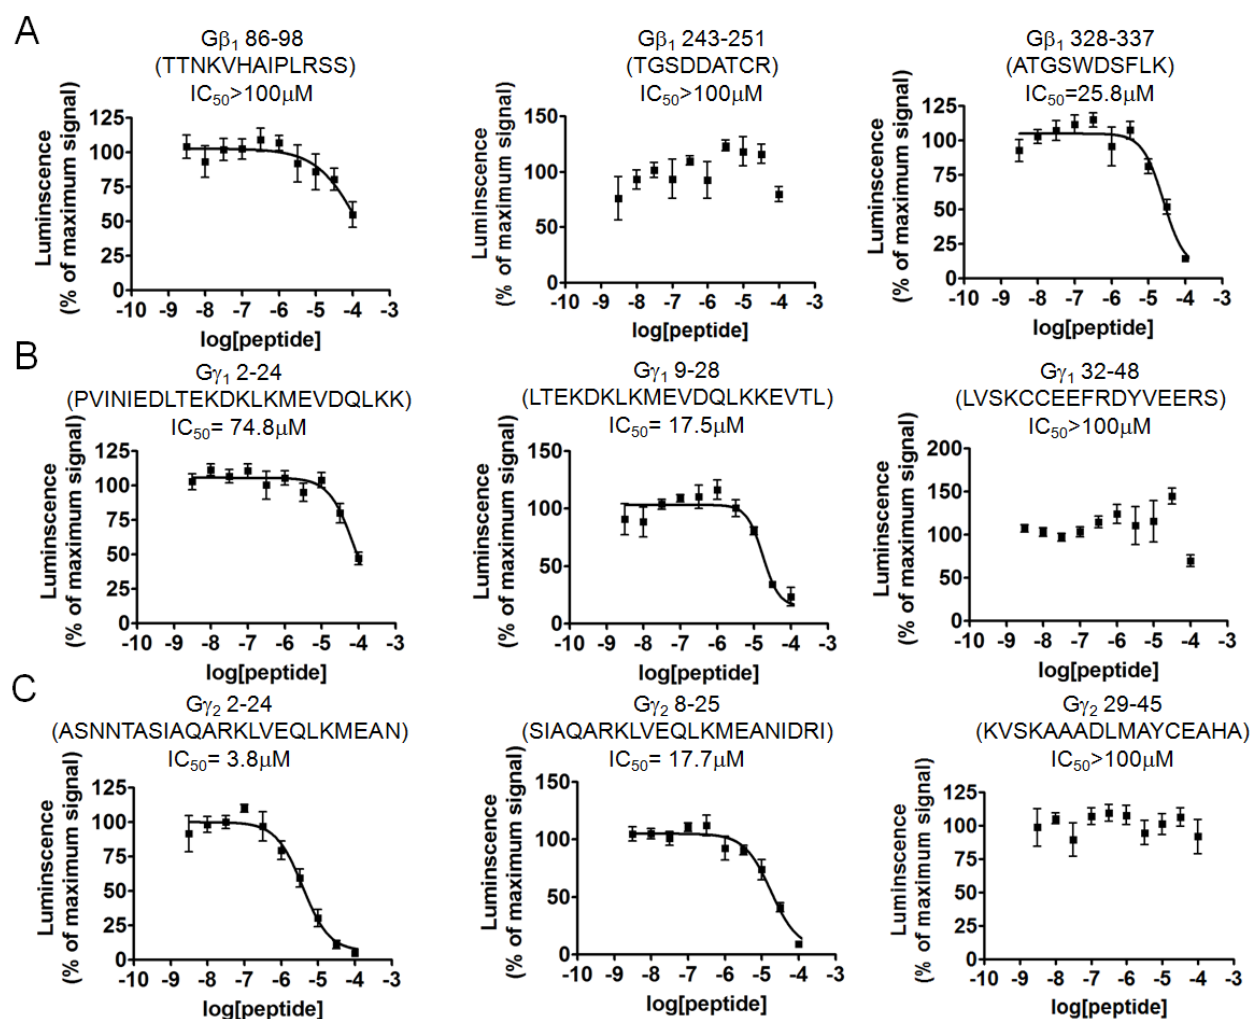 A
Gβ1 86-98
(TTNKVHAIPLRSS)
IC50>100μM
Luminscence
(% of maximum signal)
125
100
75
50
25
0
-10 -9 -8 -7 -6 -5 -4 -3
log[peptide]
Gβ1 243-251
(TGSDDATCR)
IC50>100μM
Luminscence
(% of maximum signal)
150
100
50
0
-10 -9 -8 -7 -6 -5 -4 -3
log[peptide]
Gβ1 328-337
(ATGSWDSFLK)
IC50=25.8μM
Luminscence
(% of maximum signal)
125
100
75
50
25
0
-10 -9 -8 -7 -6 -5 -4 -3
log[peptide]
B
Gγ1 2-24
(PVINIEDLTEKDKLKMEVDQLKK)
IC50= 74.8μM
Luminscence
(% of maximum signal)
125
100
75
50
25
0
-10 -9 -8 -7 -6 -5 -4 -3
log[peptide]
Gγ1 9-28
(LTEKDKLKMEVDQLKKEVTL)
IC50= 17.5μM
Luminscence
(% of maximum signal)
150
100
50
0
-10 -9 -8 -7 -6 -5 -4 -3
log[peptide]
Gγ1 32-48
(LVSKCCEEFRDYVEERS)
IC50>100μM
Luminscence
(% of maximum signal)
200
150
100
50
0
-10 -9 -8 -7 -6 -5 -4 -3
log[peptide]
C
Gγ2 2-24
(ASNNTASIAQARKLVEQLKMEAN)
IC50= 3.8μM
Luminscence
(% of maximum signal)
125
100
75
50
25
0
-10 -9 -8 -7 -6 -5 -4 -3
log[peptide]
Gγ2 8-25
(SIAQARKLVEQLKMEANIDRI)
IC50= 17.7μM
Luminscence
(% of maximum signal)
150
100
50
0
-10 -9 -8 -7 -6 -5 -4 -3
log[peptide]
Gγ2 29-45
(KVSKAAADLMAYCEAHA)
IC50>100μM
Luminscence
(% of maximum signal)
125
100
75
50
25
0
-10 -9 -8 -7 -6 -5 -4 -3
log[peptide]